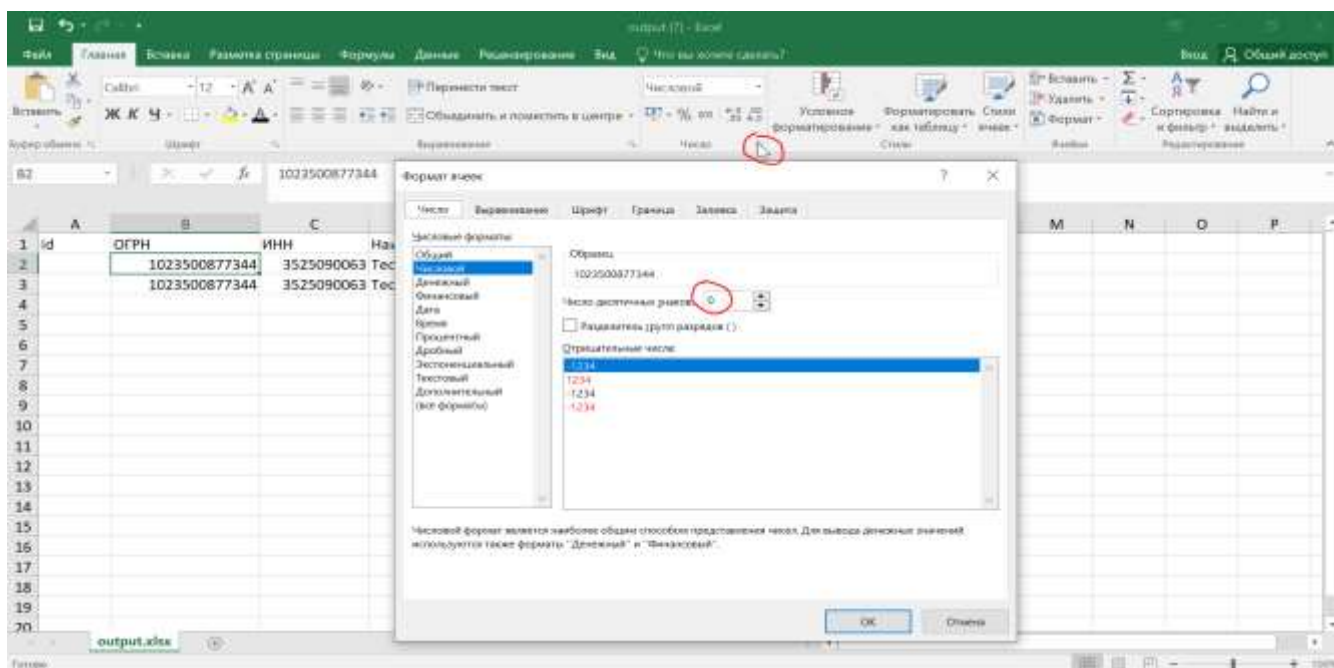 output (7) - Excel
Файл Главная Вставка Разметка страницы Формулы Данные Рецензирование Вид Что вы хотите сделать? Вход Общий доступ
Вставить
Calibri 12
Ж К Ч
Перенести текст
Объединить и поместить в центре
Числовой
Условное форматирование
Форматировать как таблицу
Стили ячеек
Вставить
Удалить
Формат
Сортировка и фильтр
Найти и выделить
Буфер обмена Шрифт Выравнивание Число Стили Ячейки Редактирование
B2 fx 1023500877344
Формат ячеек ? ×
Число Выравнивание Шрифт Граница Заливка Защита
Числовые форматы:
Общий
Числовой
Денежный
Финансовый
Дата
Время
Процентный
Дробный
Экспоненциальный
Текстовый
Дополнительный
(все форматы)
Образец
1023500877344
Число десятичных знаков: 0
Разделитель групп разрядов ( )
Отрицательные числа:
-1234
1234
-1234
-1234
Числовой формат является наиболее общим способом представления чисел. Для вывода денежных значений
используются также форматы "Денежный" и "Финансовый".
ОК Отмена
A B C M N O P
1 id ОГРН ИНН Наи
2 1023500877344 3525090063 Тес
3 1023500877344 3525090063 Тес
4
5
6
7
8
9
10
11
12
13
14
15
16
17
18
19
20
output.xlsx
Готово